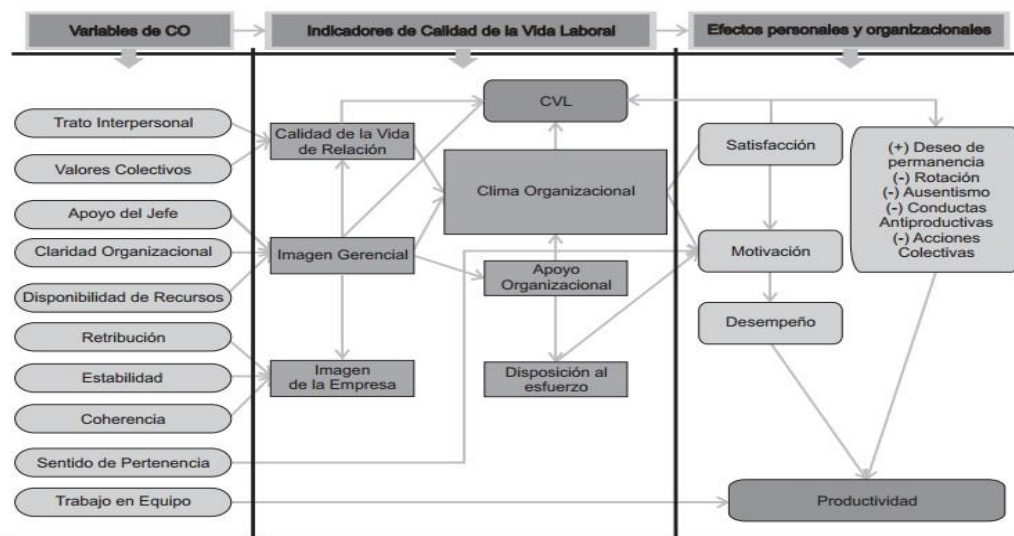 Variables de CO
Indicadores de Calidad de la Vida Laboral
Efectos personales y organizacionales
Trato Interpersonal
Valores Colectivos
Apoyo del Jefe
Claridad Organizacional
Disponibilidad de Recursos
Retribución
Estabilidad
Coherencia
Sentido de Pertenencia
Trabajo en Equipo
Calidad de la Vida
de Relación
Imagen Gerencial
Imagen
de la Empresa
CVL
Clima Organizacional
Apoyo
Organizacional
Disposición al
esfuerzo
Satisfacción
Motivación
Desempeño
(+) Deseo de
permanencia
(-) Rotación
(-) Ausentismo
(-) Conductas
Antiproductivas
(-) Acciones
Colectivas
Productividad